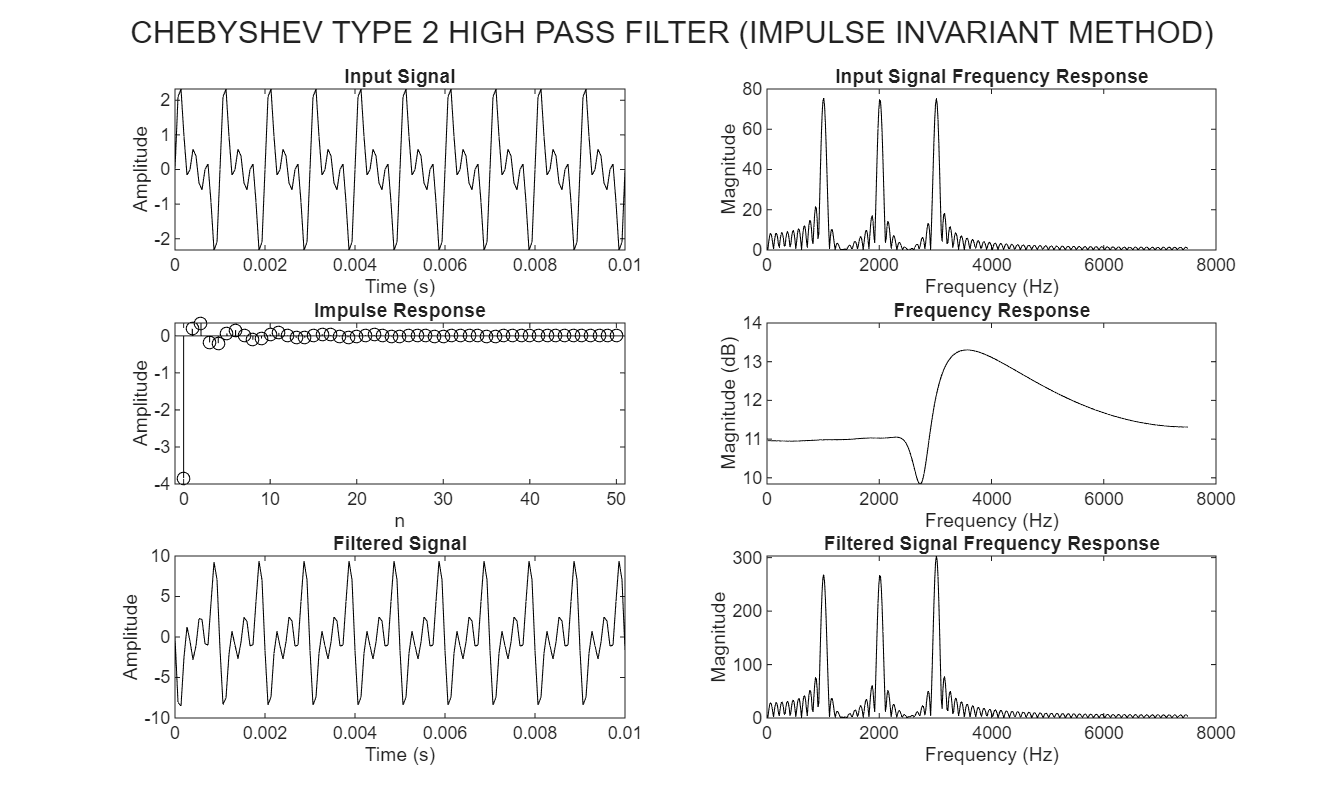 CHEBYSHEV TYPE 2 HIGH PASS FILTER (IMPULSE INVARIANT METHOD)
Input Signal
Amplitude
2
1
0
-1
-2
0 0.002 0.004 0.006 0.008 0.01
Time (s)
Input Signal Frequency Response
Magnitude
80
60
40
20
0
0 2000 4000 6000 8000
Frequency (Hz)
Impulse Response
Amplitude
0
-1
-2
-3
-4
0 10 20 30 40 50
n
Frequency Response
Magnitude (dB)
14
13
12
11
10
0 2000 4000 6000 8000
Frequency (Hz)
Filtered Signal
Amplitude
10
5
0
-5
-10
0 0.002 0.004 0.006 0.008 0.01
Time (s)
Filtered Signal Frequency Response
Magnitude
300
200
100
0
0 2000 4000 6000 8000
Frequency (Hz)